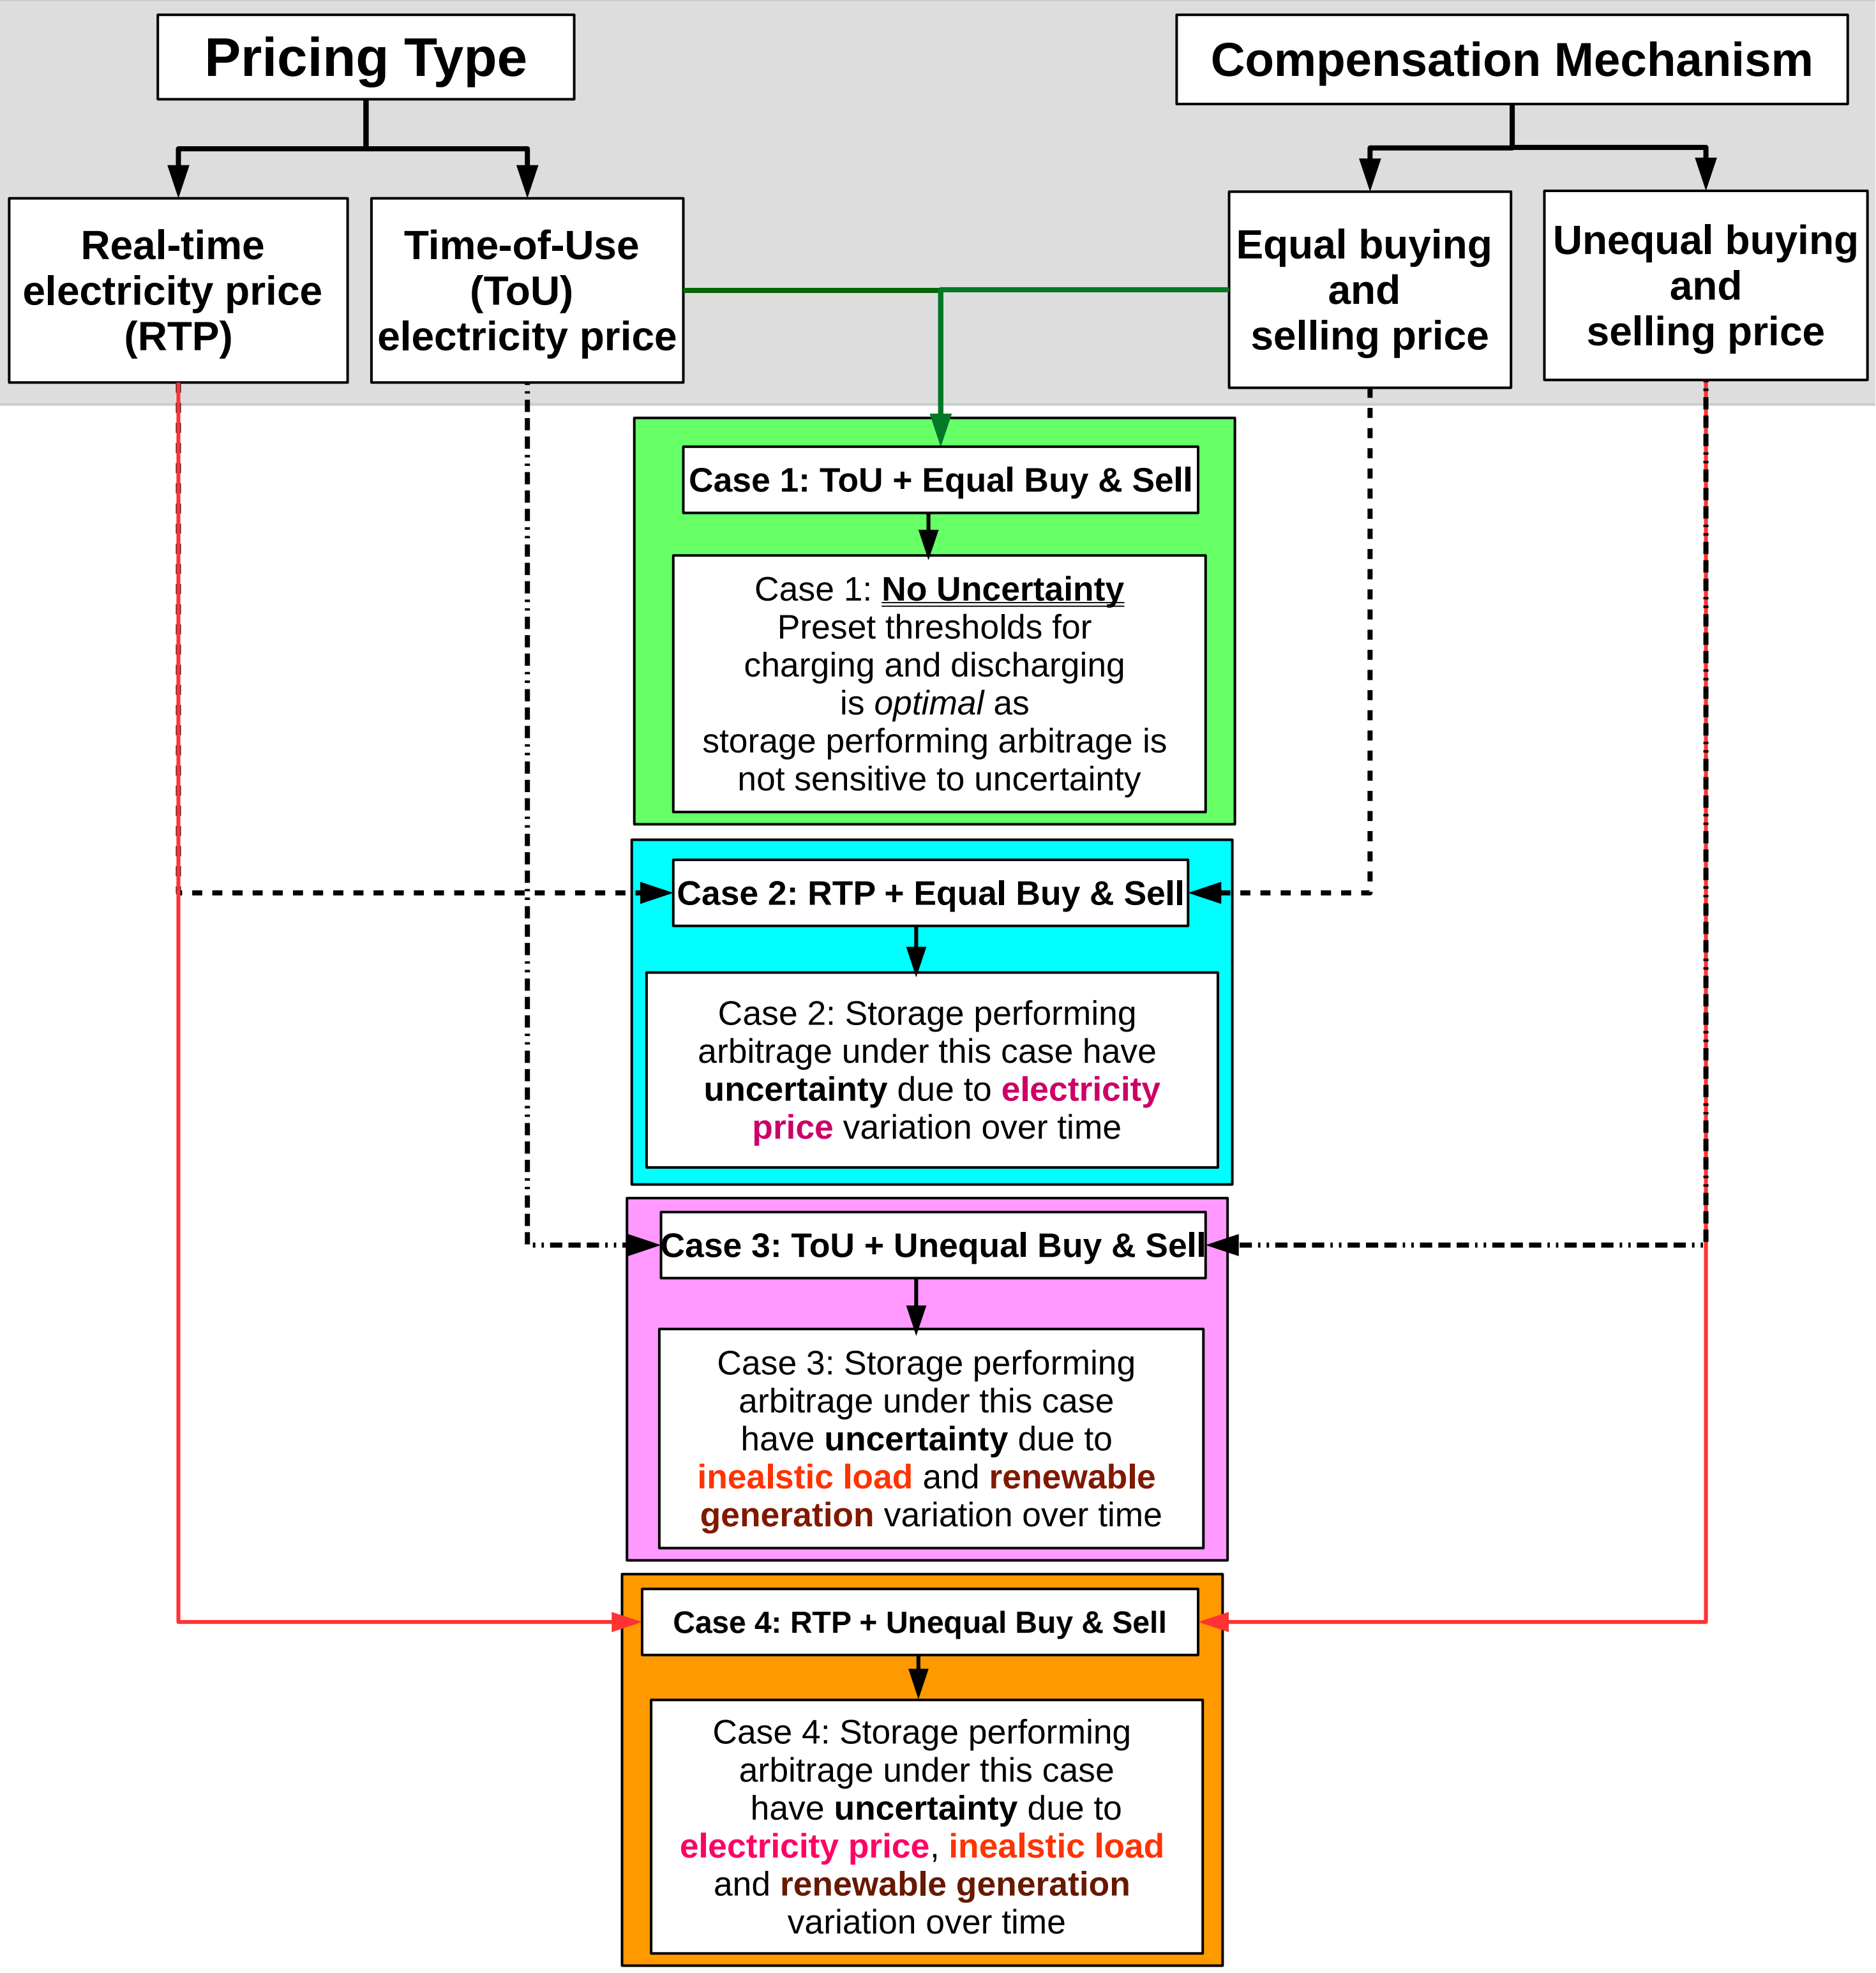 Pricing Type
Compensation Mechanism
Real-time
electricity price
(RTP)
Time-of-Use
(ToU)
electricity price
Equal buying
and
selling price
Unequal buying
and
selling price
Case 1: ToU + Equal Buy & Sell
Case 1: No Uncertainty
Preset thresholds for
charging and discharging
is optimal as
storage performing arbitrage is
not sensitive to uncertainty
Case 2: RTP + Equal Buy & Sell
Case 2: Storage performing
arbitrage under this case have
uncertainty due to electricity
price variation over time
Case 3: ToU + Unequal Buy & Sell
Case 3: Storage performing
arbitrage under this case
have uncertainty due to
inealstic load and renewable
generation variation over time
Case 4: RTP + Unequal Buy & Sell
Case 4: Storage performing
arbitrage under this case
have uncertainty due to
electricity price, inealstic load
and renewable generation
variation over time